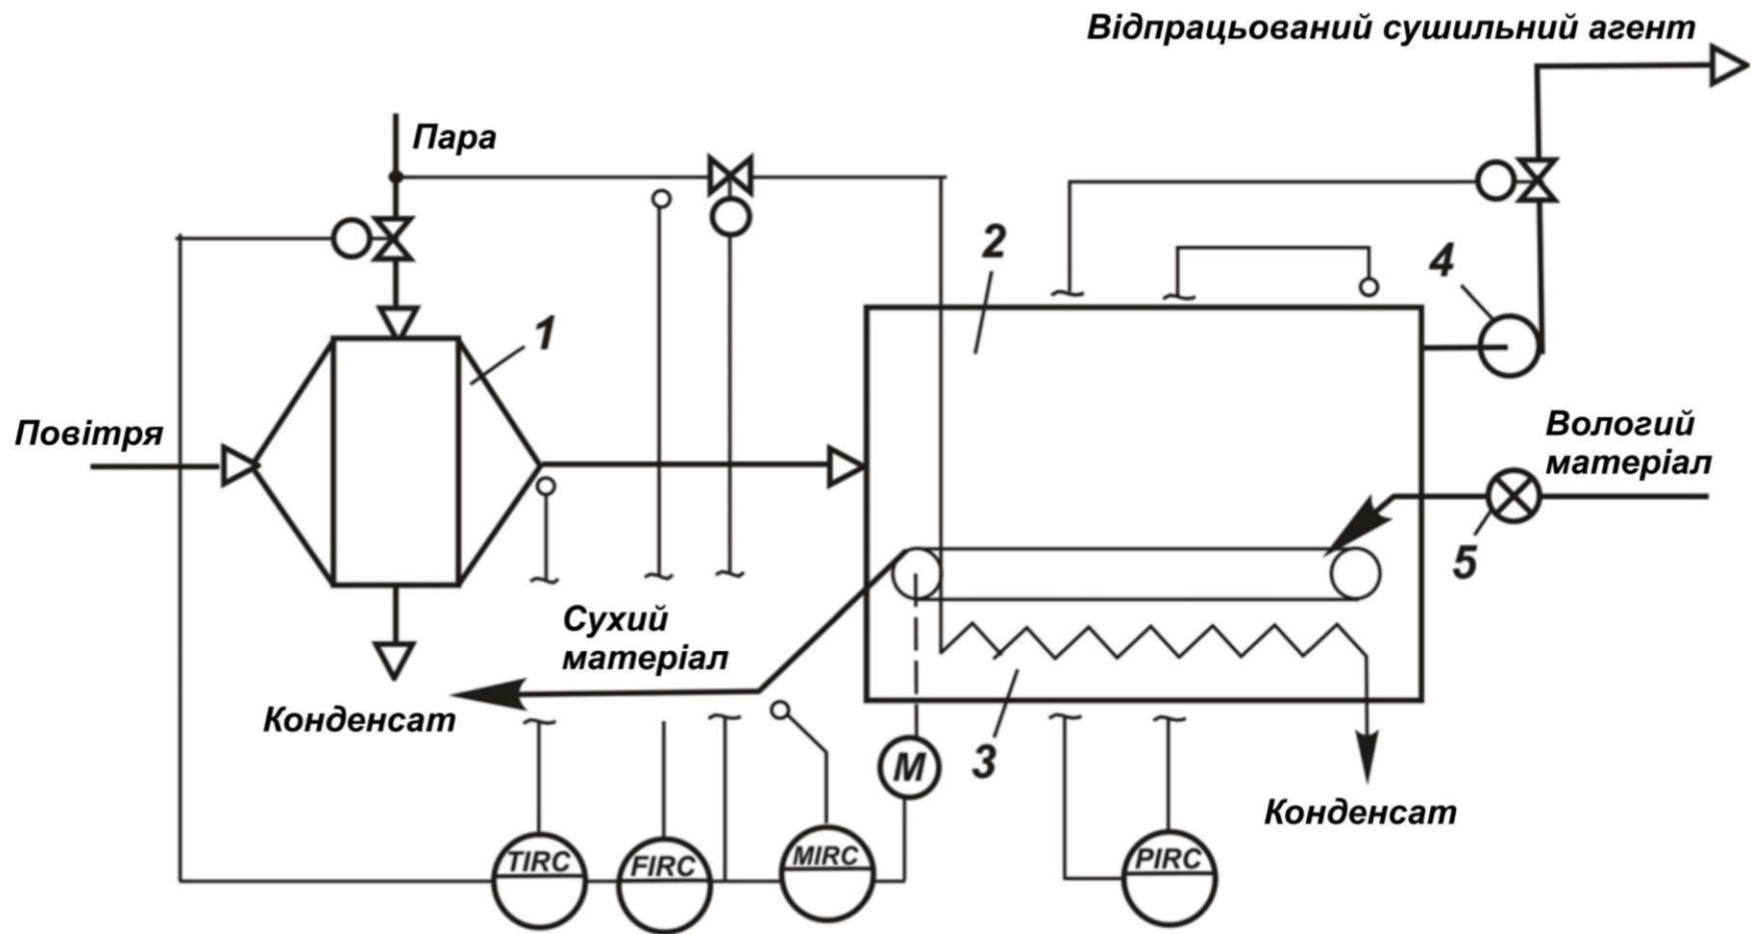 Відпрацьований сушильний агент
Пара
2
4
1
Повітря
Вологий
матеріал
5
Сухий
матеріал
Конденсат
M
3
Конденсат
TIRC
FIRC
MIRC
PIRC